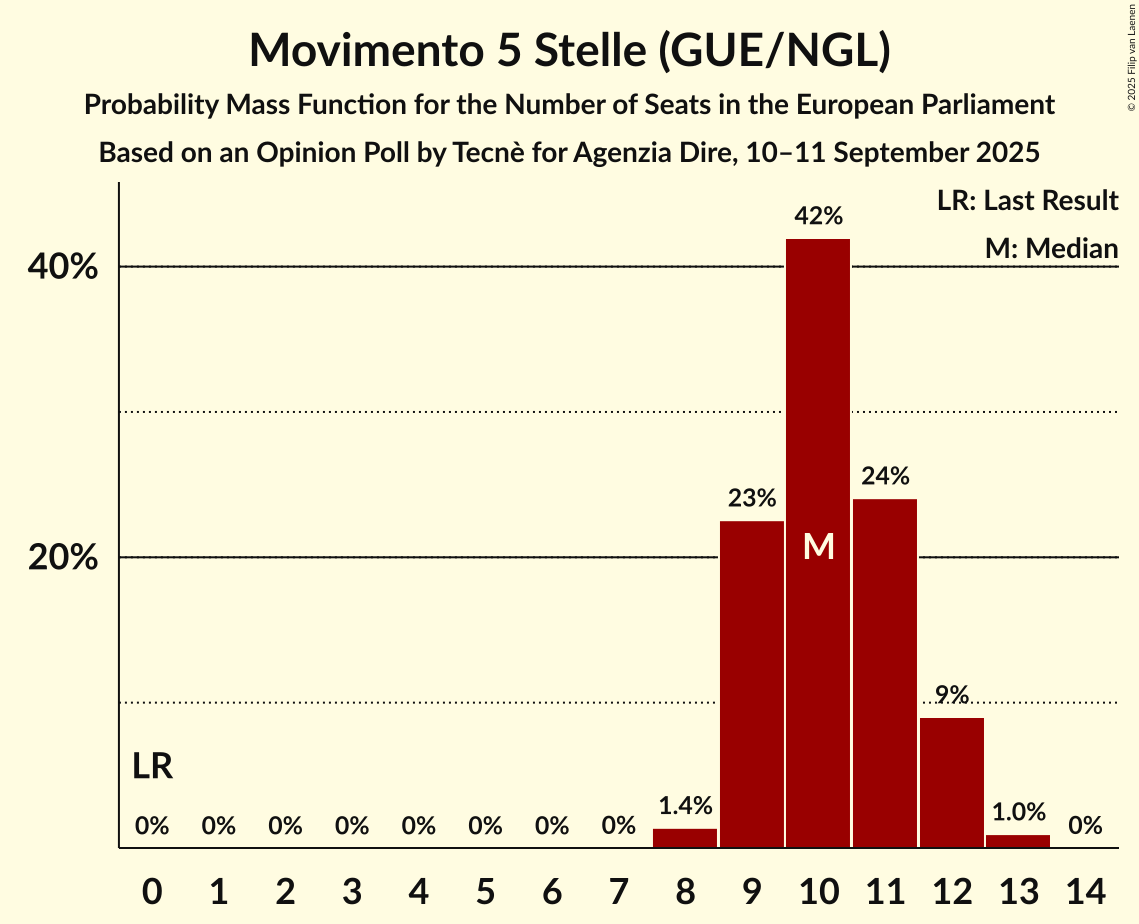 Movimento 5 Stelle (GUE/NGL)
Probability Mass Function for the Number of Seats in the European Parliament
Based on an Opinion Poll by Tecnè for Agenzia Dire, 10–11 September 2025
© 2025 Filip van Laenen
LR: Last Result
M: Median
42%
40%
24%
23%
M
20%
9%
LR
0% 0% 0% 0% 0% 0% 0% 0% 1.4% 1.0% 0%
0 1 2 3 4 5 6 7 8 9 10 11 12 13 14